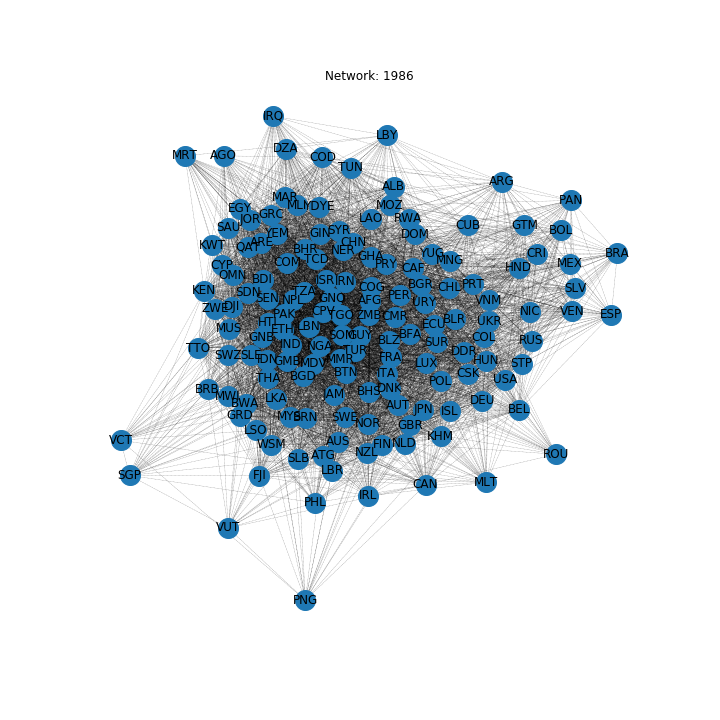 Network: 1986
IRQ
LBY
DZA
MRT
AGO
COD
TUN
ARG
ALB
PAN
MAR
MLI
DYE
MOZ
EGY
JOR
GRC
LAO
RWA
SAU
CUB
GTM
BOL
YEM
GIN
SYR
DOM
KWT
QAT
ARE
BHR
NER
CHN
YUG
BRA
CYP
COM
TCD
GHA
PRY
CAF
MNG
HND
CRI
MEX
OMN
BDI
ISR
IRN
COG
BGR
CHL
PRT
SLV
KEN
SDN
SEN
NPL
TZA
GNQ
AFG
PER
URY
VNM
ZWE
DJI
PAK
CPV
TGO
ZMB
CMR
NIC
VEN
ESP
MUS
HTI
ETH
LBN
ECU
BLR
UKR
GNB
IND
SOM
GUY
BLZ
BFA
SUR
COL
RUS
TTO
SWZ
SLE
IDN
GMB
NGA
MDV
MMR
TUR
FRA
LUX
DDR
HUN
STP
THA
BGD
BTN
ITA
POL
CSK
USA
BRB
MWI
BWA
LKA
JAM
BHS
DNK
AUT
JPN
ISL
DEU
BEL
GRD
MYS
BRN
SWE
NOR
GBR
LSO
WSM
AUS
FIN
NLD
KHM
VCT
SLB
ATG
NZL
ROU
SGP
FJI
LBR
CAN
MLT
PHL
IRL
VUT
PNG